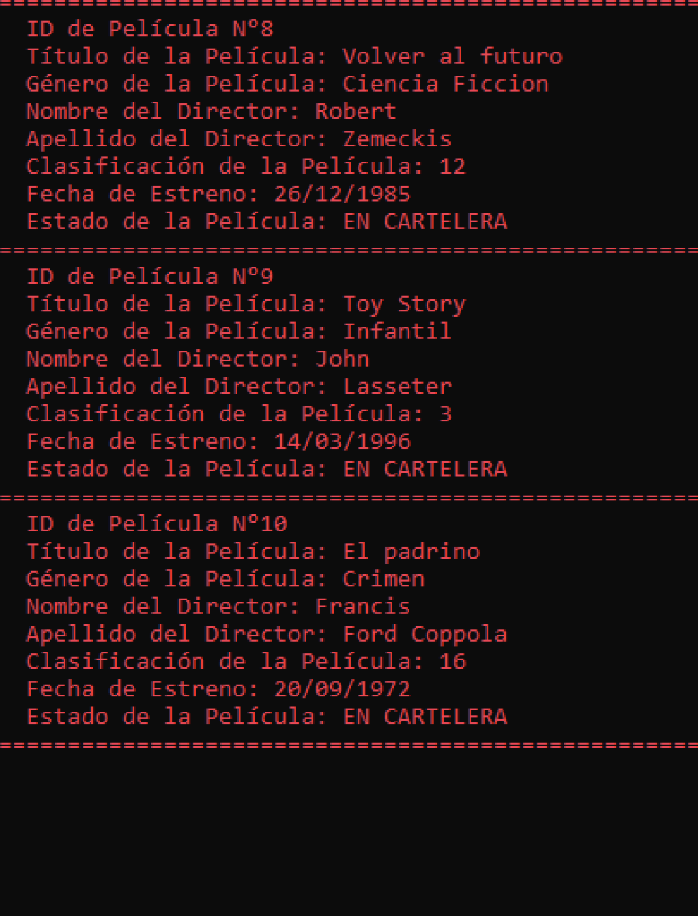 ID de Película Nº8
Título de la Película: Volver al futuro
Género de la Película: Ciencia Ficcion
Nombre del Director: Robert
Apellido del Director: Zemeckis
Clasificación de la Película: 12
Fecha de Estreno: 26/12/1985
Estado de la Película: EN CARTELERA
ID de Película Nº9
Título de la Película: Toy Story
Género de la Película: Infantil
Nombre del Director: John
Apellido del Director: Lasseter
Clasificación de la Película: 3
Fecha de Estreno: 14/03/1996
Estado de la Película: EN CARTELERA
ID de Película Nº10
Título de la Película: El padrino
Género de la Película: Crimen
Nombre del Director: Francis
Apellido del Director: Ford Coppola
Clasificación de la Película: 16
Fecha de Estreno: 20/09/1972
Estado de la Película: EN CARTELERA